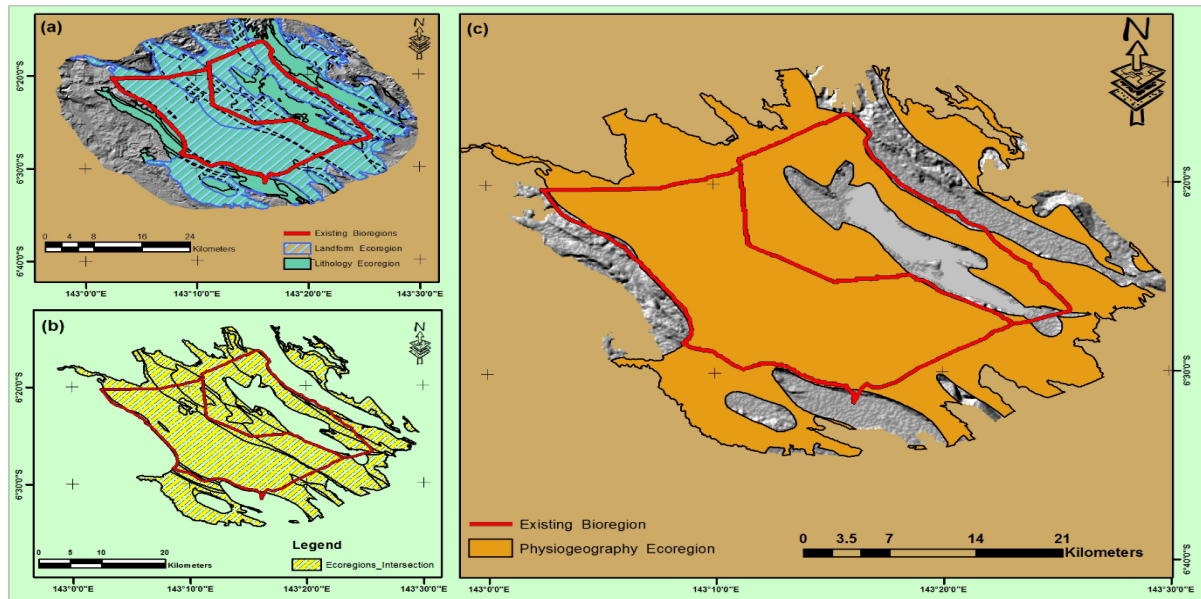 (a)
N
6°20'0"S
6°30'0"S
6°40'0"S
Existing Bioregions
Landform Ecoregion
Lithology Ecoregion
0 4 8 16 24
Kilometers
143°0'0"E 143°10'0"E 143°20'0"E 143°30'0"E
(b)
N
6°20'0"S
6°30'0"S
0 5 10 20
Kilometers
Legend
Ecoregions_Intersection
143°0'0"E 143°10'0"E 143°20'0"E 143°30'0"E
(c)
N
6°20'0"S
6°30'0"S
6°40'0"S
Existing Bioregion
Physiogeography Ecoregion
0 3.5 7 14 21
Kilometers
143°0'0"E 143°10'0"E 143°20'0"E 143°30'0"E